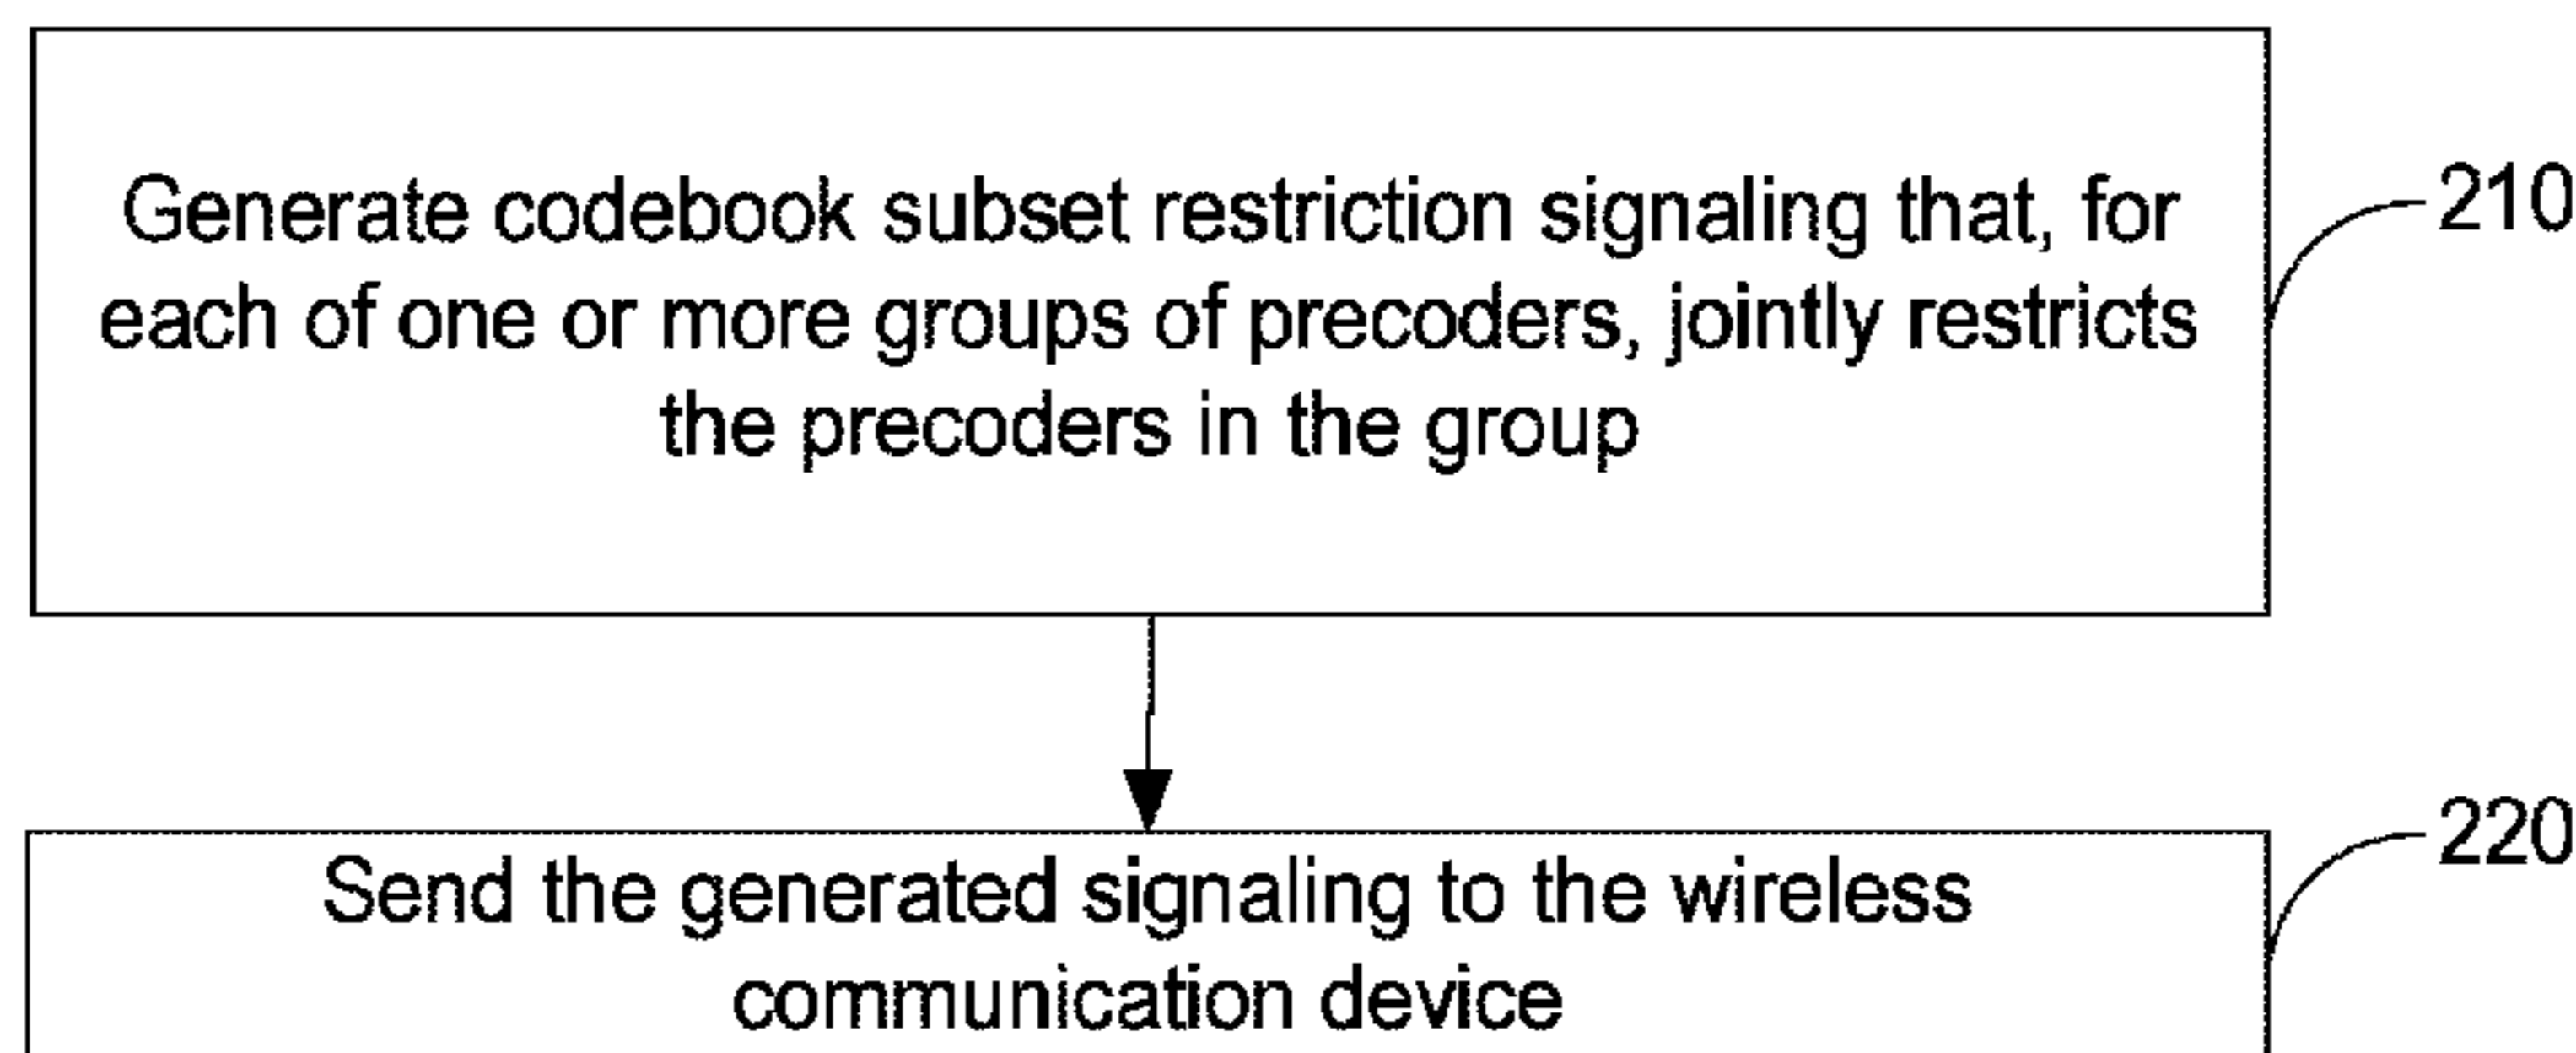 Generate codebook subset restriction signaling that, for
each of one or more groups of precoders, jointly restricts
the precoders in the group
210
Send the generated signaling to the wireless
communication device
220